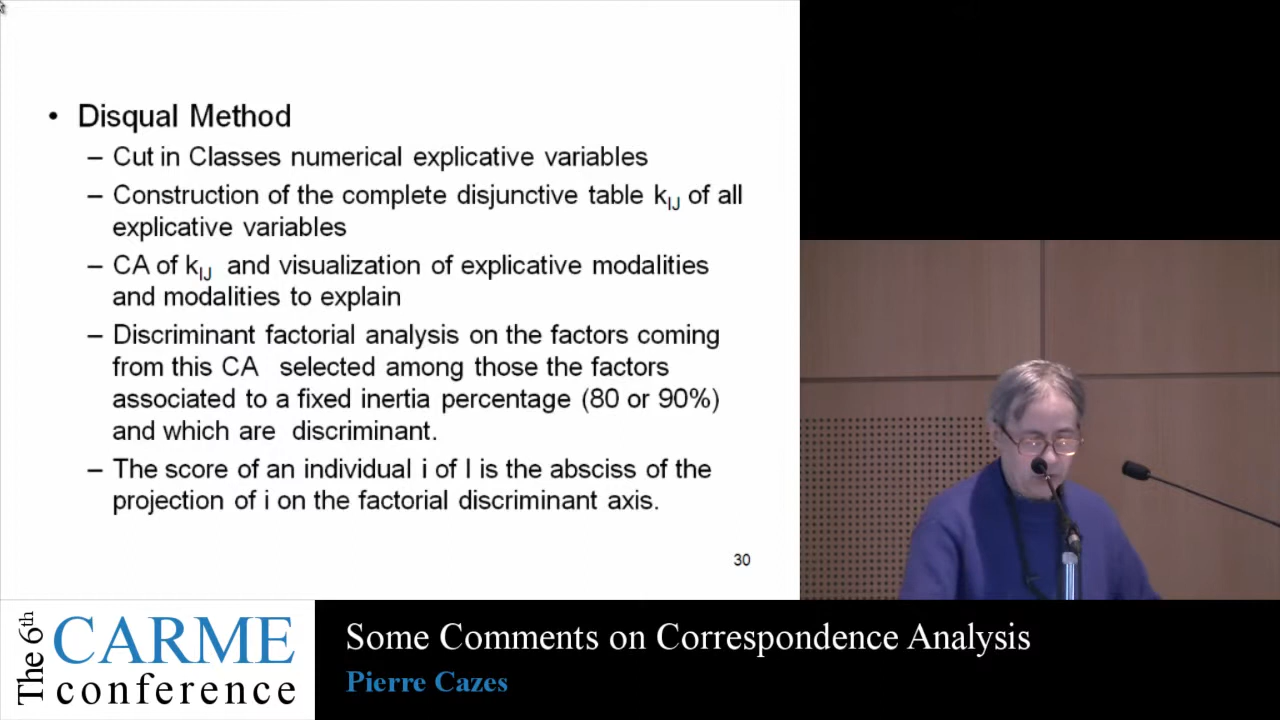 • Disqual Method
– Cut in Classes numerical explicative variables
– Construction of the complete disjunctive table kIJ of all
explicative variables
– CA of kIJ and visualization of explicative modalities
and modalities to explain
– Discriminant factorial analysis on the factors coming
from this CA selected among those the factors
associated to a fixed inertia percentage (80 or 90%)
and which are discriminant.
– The score of an individual i of I is the absciss of the
projection of i on the factorial discriminant axis.
30
The 6th
CARME
conference
Some Comments on Correspondence Analysis
Pierre Cazes